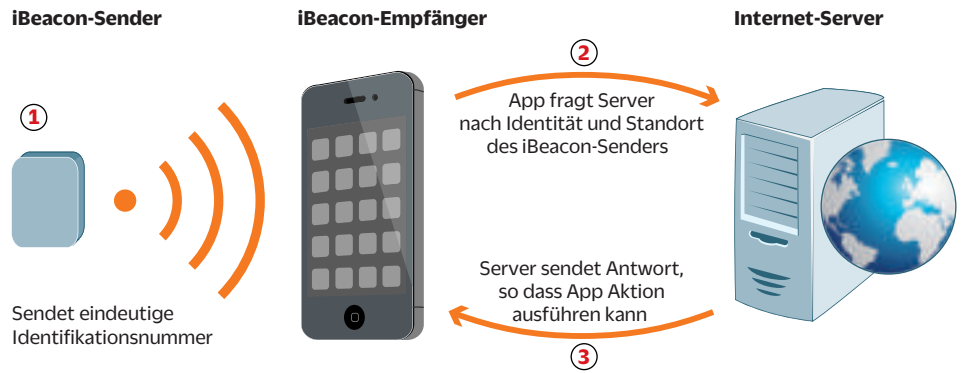 iBeacon-Sender
iBeacon-Empfänger
Internet-Server
1
2
App fragt Server
nach Identität und Standort
des iBeacon-Senders
Server sendet Antwort,
so dass App Aktion
ausführen kann
3
Sendet eindeutige
Identifikationsnummer